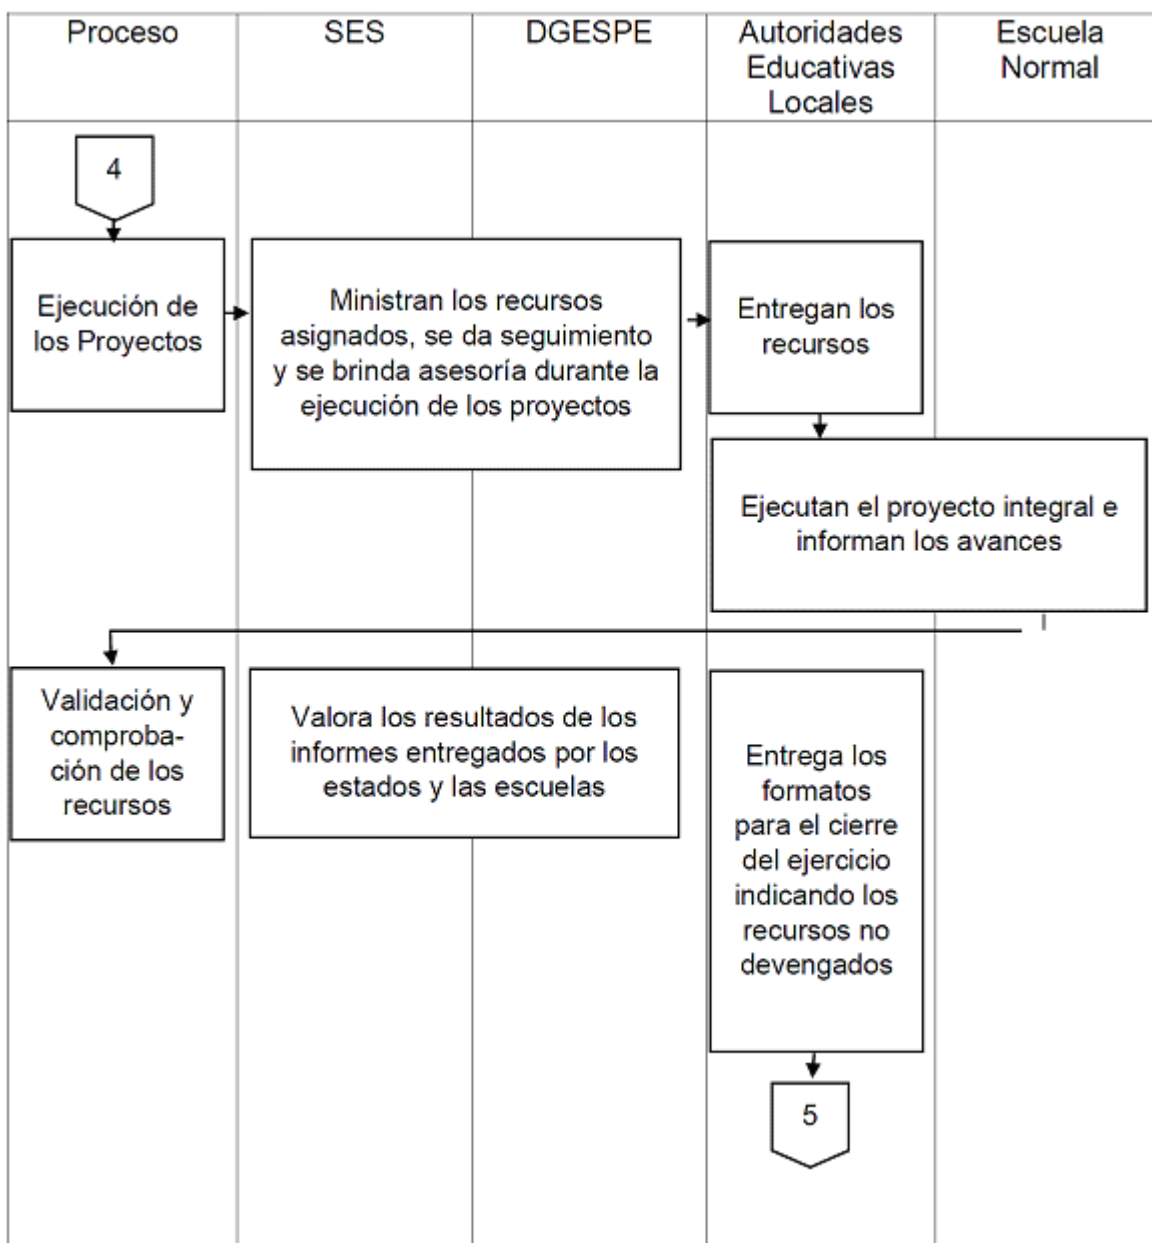 Proceso
SES
DGESPE
Autoridades
Educativas
Locales
Escuela
Normal
4
Ejecución de
los Proyectos
Ministran los recursos
asignados, se da seguimiento
y se brinda asesoría durante la
ejecución de los proyectos
Entregan los
recursos
Ejecutan el proyecto integral e
informan los avances
Validación y
comproba-
ción de los
recursos
Valora los resultados de los
informes entregados por los
estados y las escuelas
Entrega los
formatos
para el cierre
del ejercicio
indicando los
recursos no
devengados
5